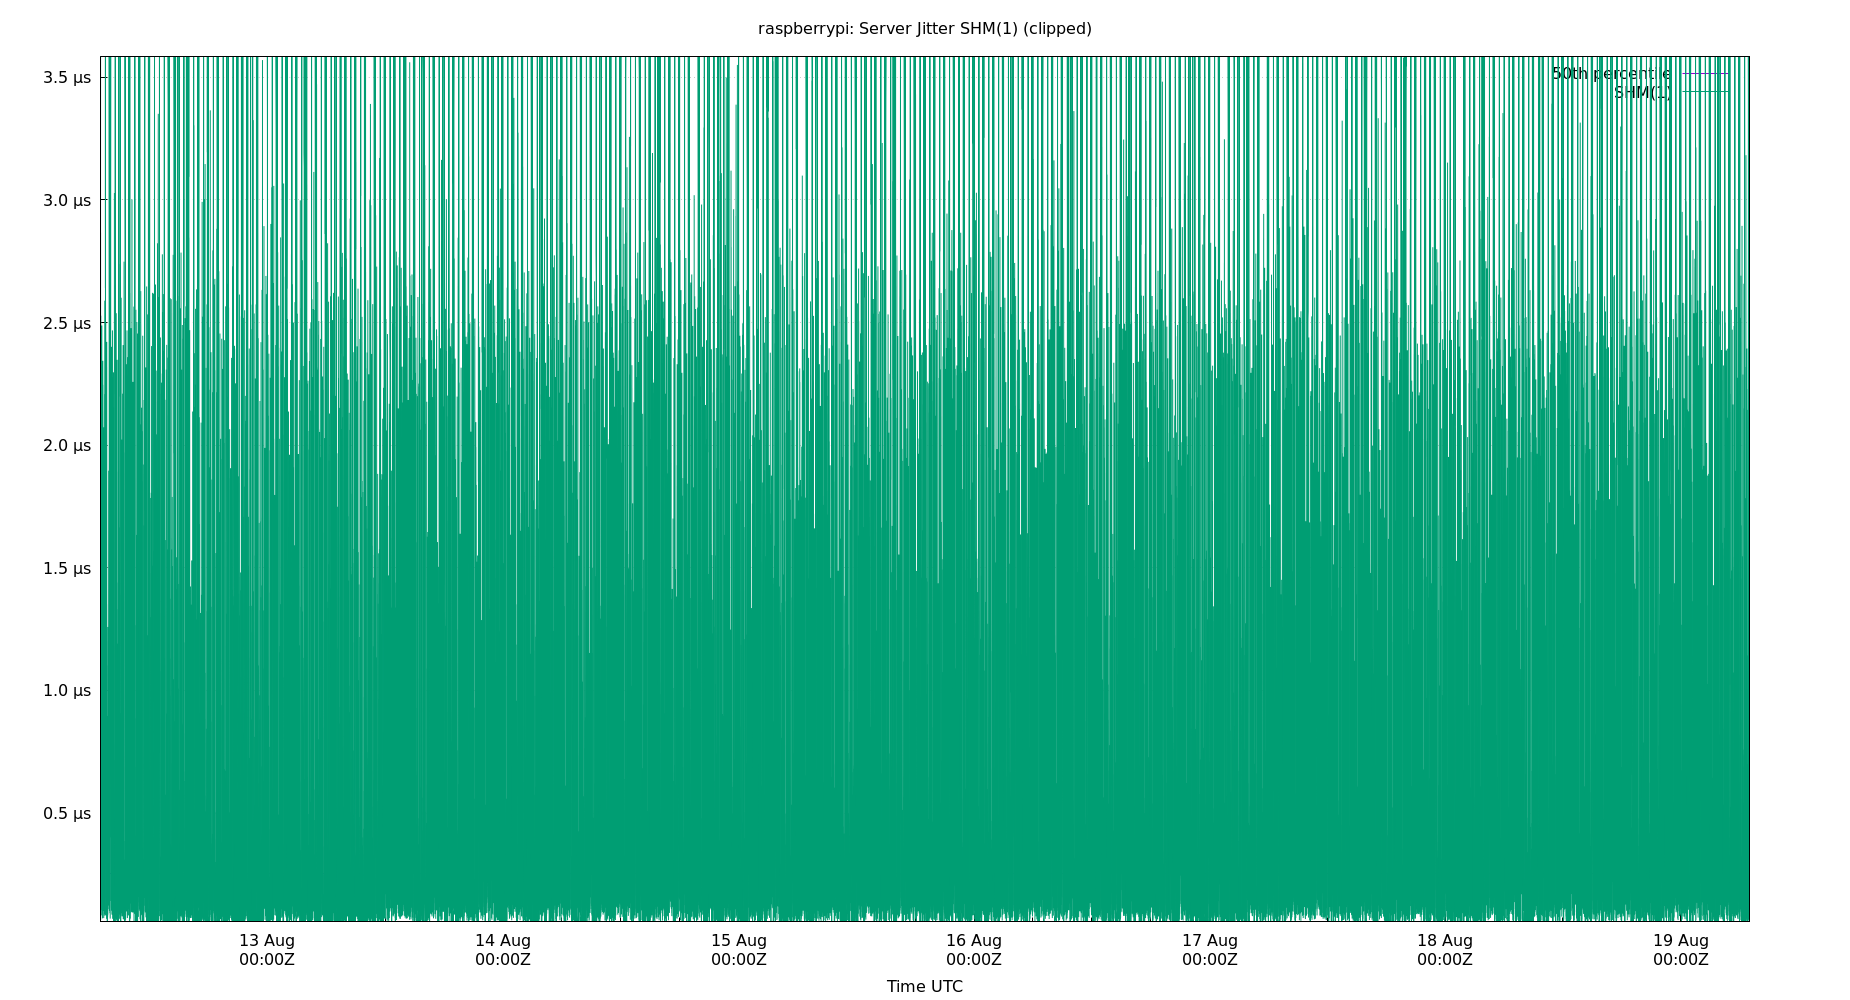 raspberrypi: Server Jitter SHM(1) (clipped)
3.5 μs
50th percentile
SHM(1)
3.0 μs
2.5 μs
2.0 μs
1.5 μs
1.0 μs
0.5 μs
13 Aug 14 Aug 15 Aug 16 Aug 17 Aug 18 Aug 19 Aug
00:00Z 00:00Z 00:00Z 00:00Z 00:00Z 00:00Z 00:00Z
Time UTC